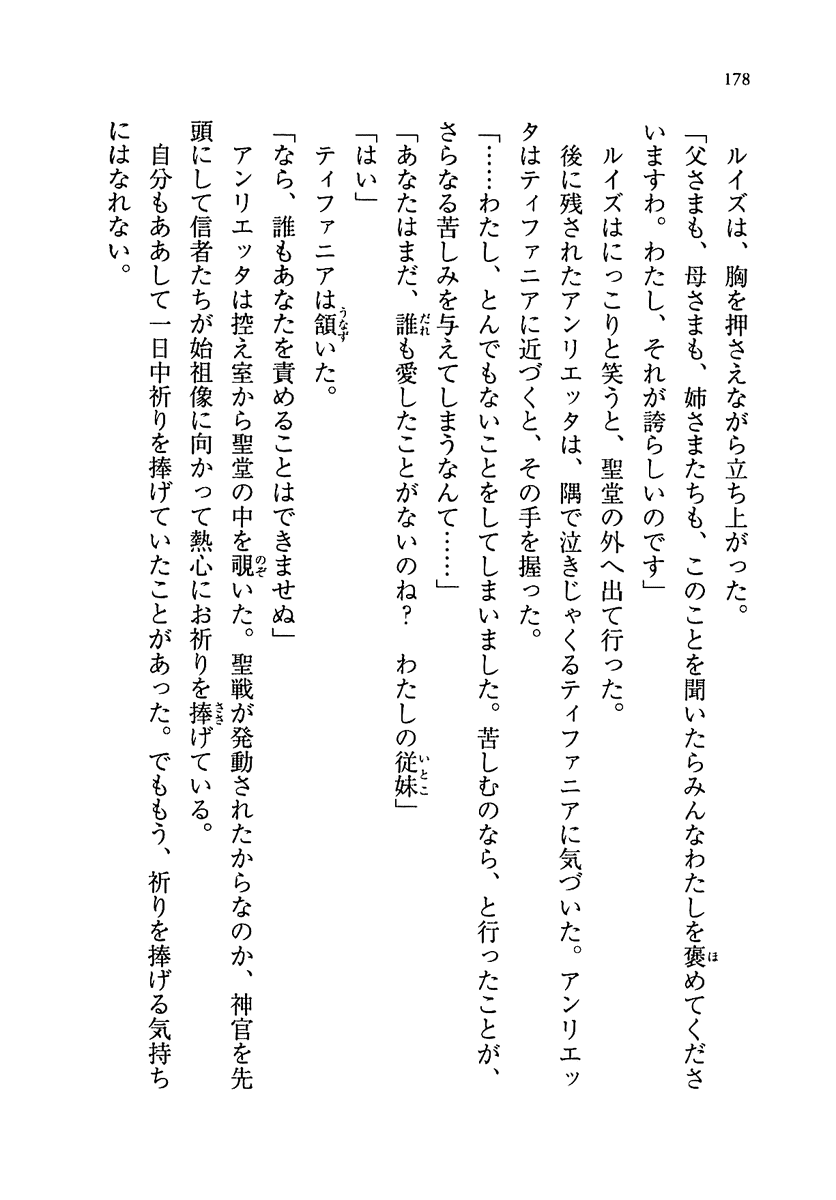 178
ルイズは、胸を押さえながら立ち上がった。
「父さまも、母さまも、姉さまたちも、このことを聞いたらみんなわたしを褒めてくださ
いますわ。わたし、それが誇らしいのです」
ルイズはにっこりと笑うと、聖堂の外へ出て行った。
後に残されたアンリエッタは、隅で泣きじゃくるティファニアに気づいた。アンリエッ
タはティファニアに近づくと、その手を握った。
「……わたし、とんでもないことをしてしまいました。苦しむのなら、と行ったことが、
さらなる苦しみを与えてしまうなんて……」
「あなたはまだ、誰も愛したことがないのね？　わたしの従妹」
「はい」
ティファニアは頷いた。
「なら、誰もあなたを責めることはできませぬ」
アンリエッタは控え室から聖堂の中を覗いた。聖戦が発動されたからなのか、神官を先
頭にして信者たちが始祖像に向かって熱心にお祈りを捧げている。
自分もああして一日中祈りを捧げていたことがあった。でももう、祈りを捧げる気持ち
にはなれない。